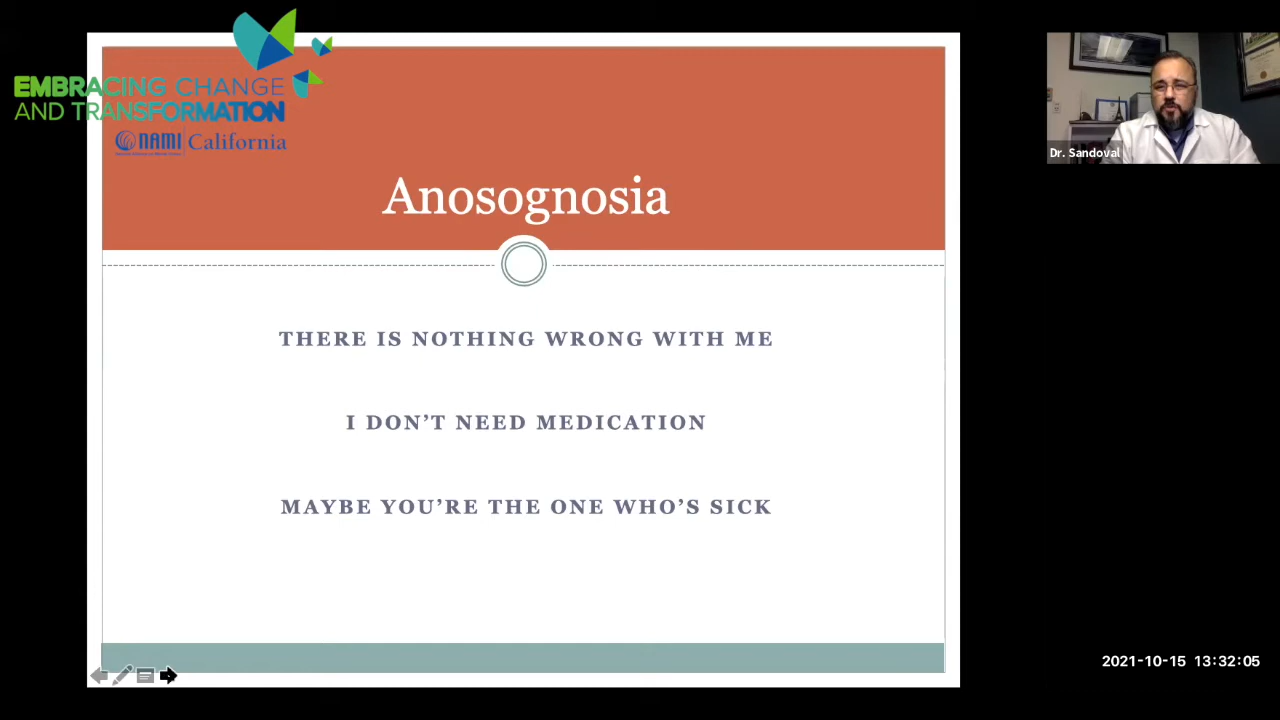 EMBRACING CHANGE
AND TRANSFORMATION
NAMI California
Anosognosia
THERE IS NOTHING WRONG WITH ME
I DON'T NEED MEDICATION
MAYBE YOU'RE THE ONE WHO'S SICK
Dr. Sandoval
2021-10-15 13:32:05